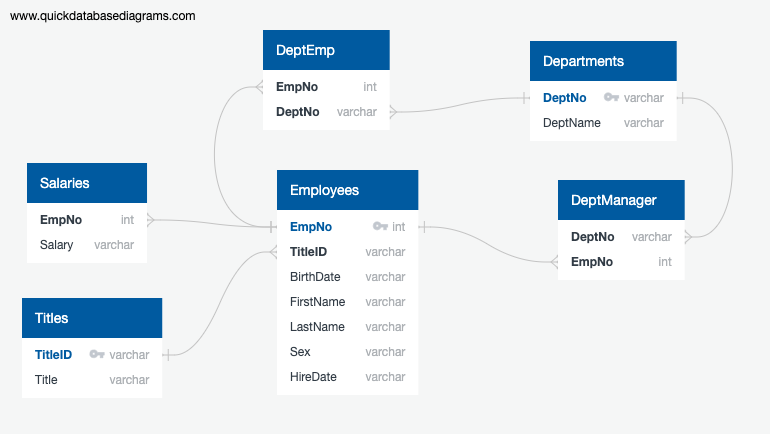 www.quickdatabasediagrams.com
DeptEmp
EmpNo int
DeptNo varchar
Departments
DeptNo varchar
DeptName varchar
Salaries
EmpNo int
Salary varchar
Employees
EmpNo int
TitleID varchar
BirthDate varchar
FirstName varchar
LastName varchar
Sex varchar
HireDate varchar
DeptManager
DeptNo varchar
EmpNo int
Titles
TitleID varchar
Title varchar